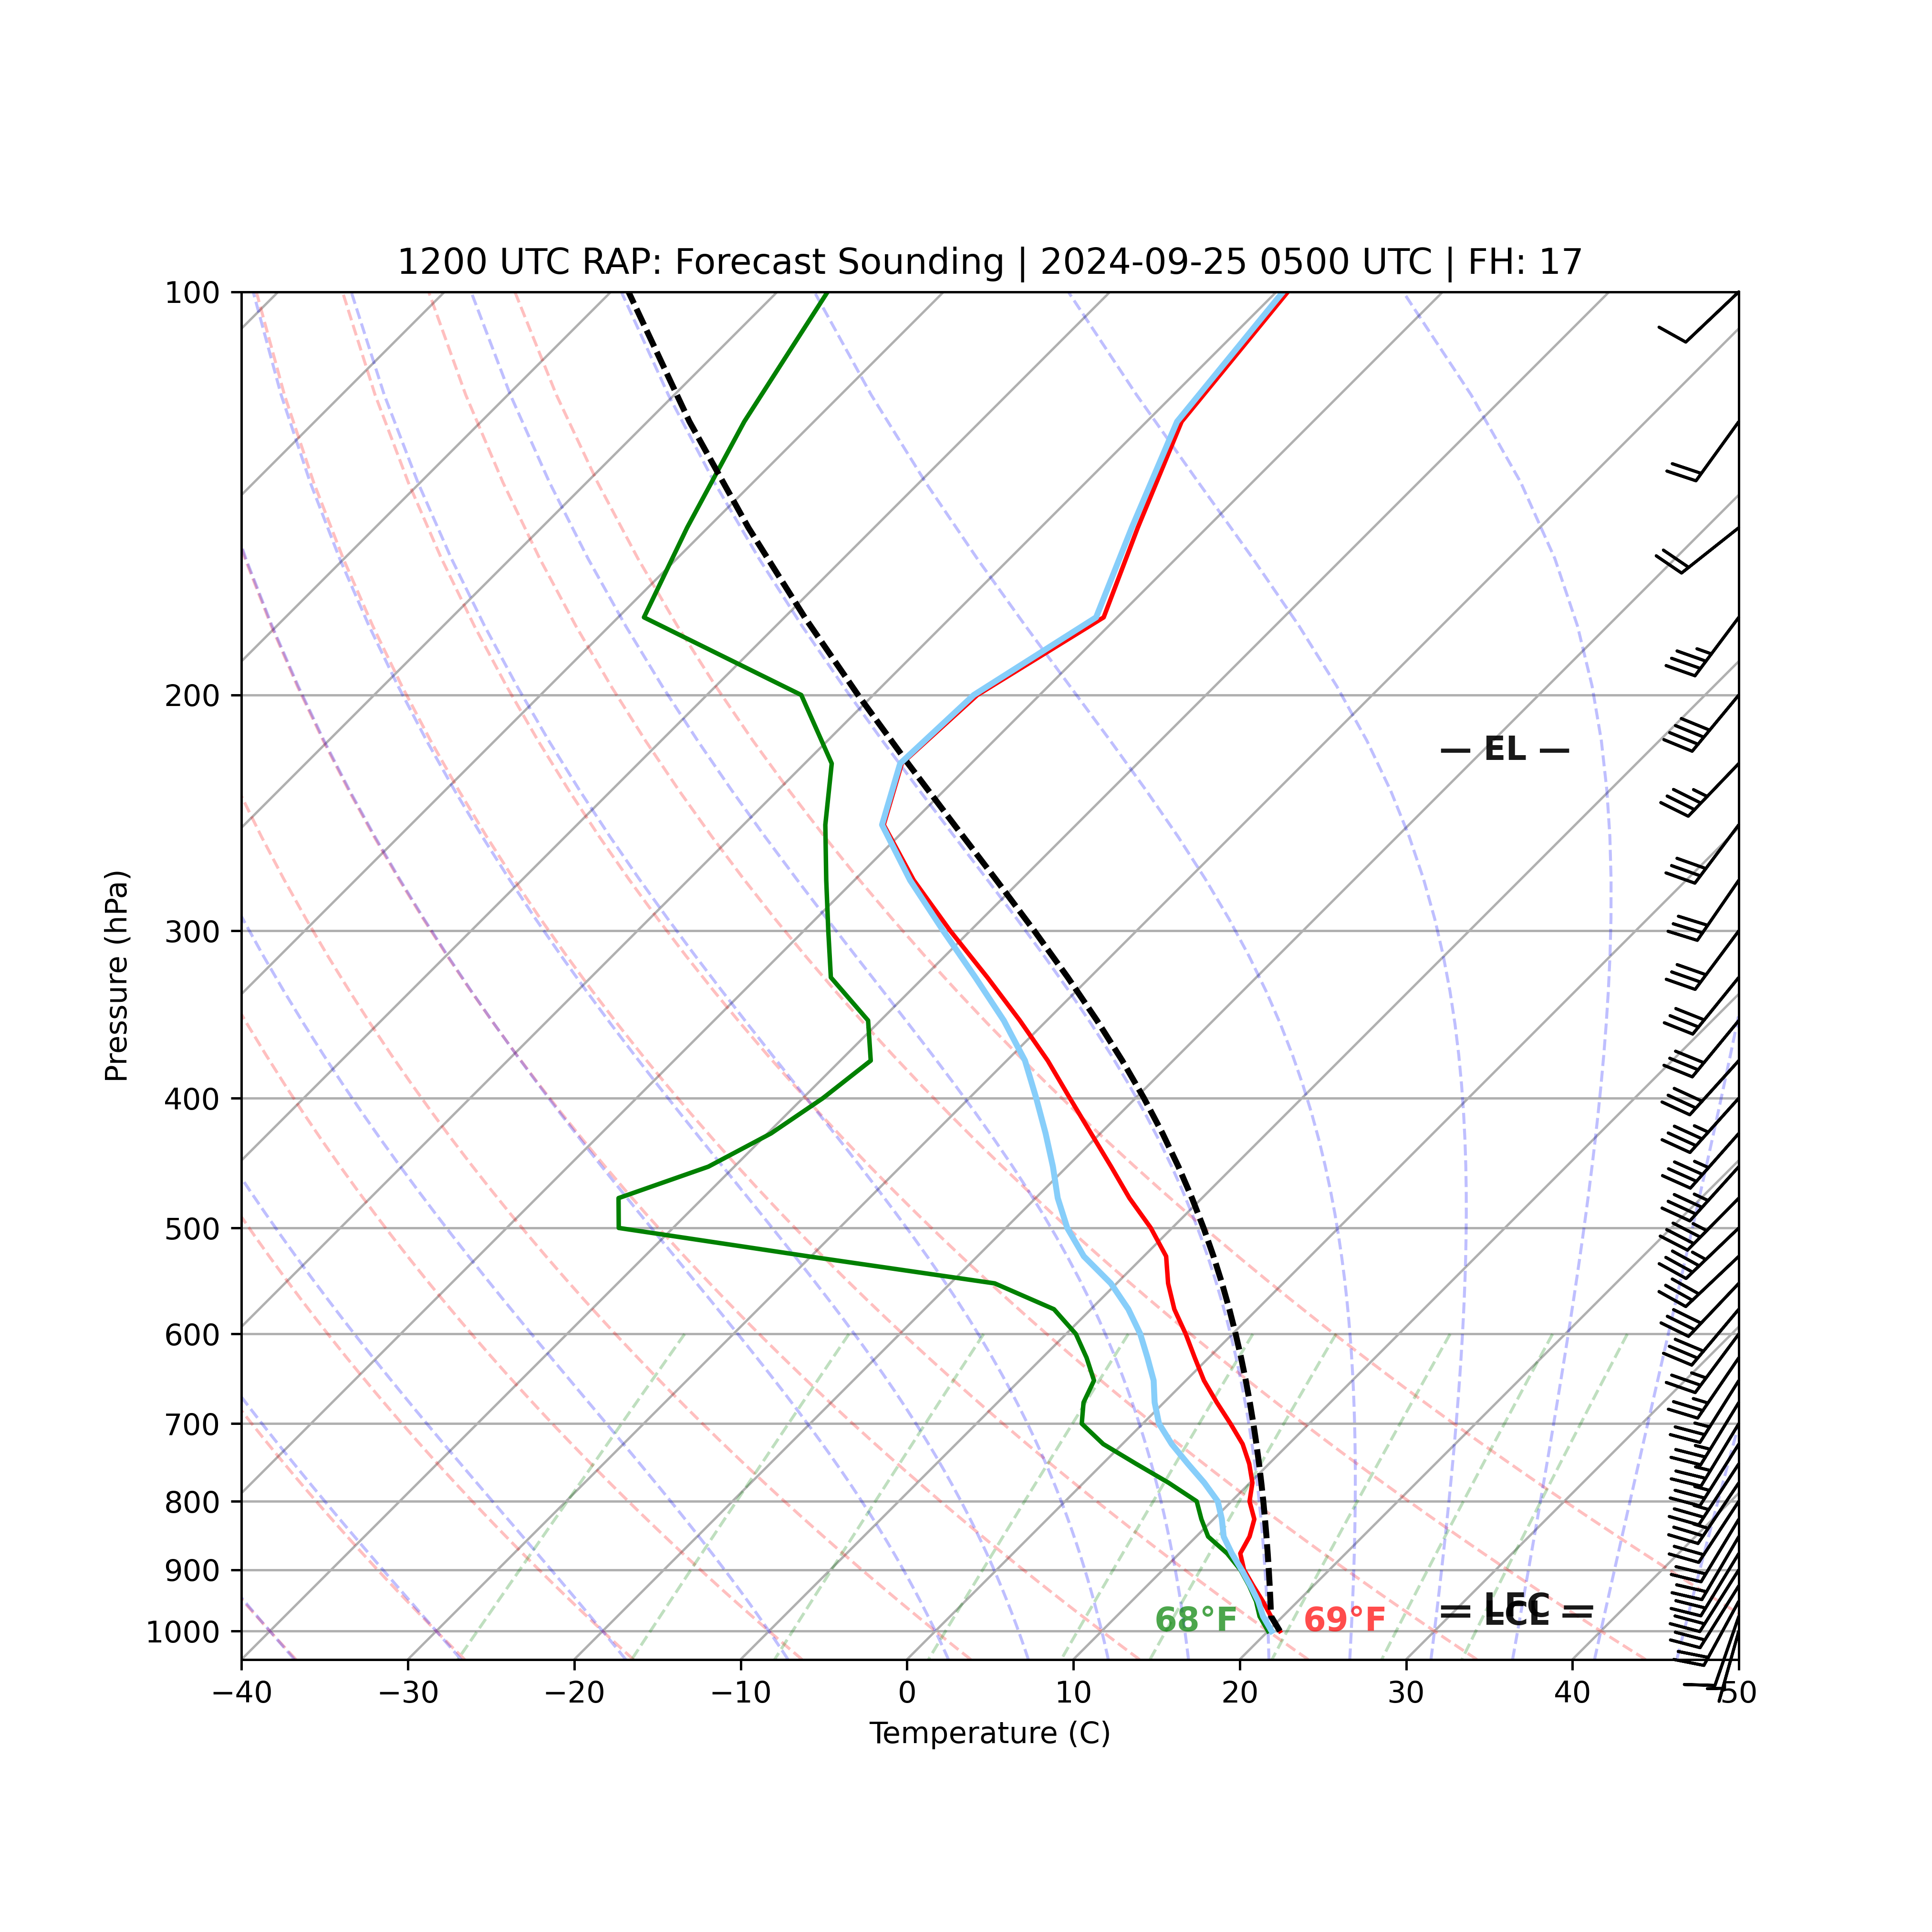 1200 UTC RAP: Forecast Sounding | 2024-09-25 0500 UTC | FH: 17
100
200
— EL —
300
Pressure (hPa)
400
500
600
700
800
900
— LFC —
— LCL —
68°F 69°F
1000
−40 −30 −20 −10 0 10 20 30 40 50
Temperature (C)